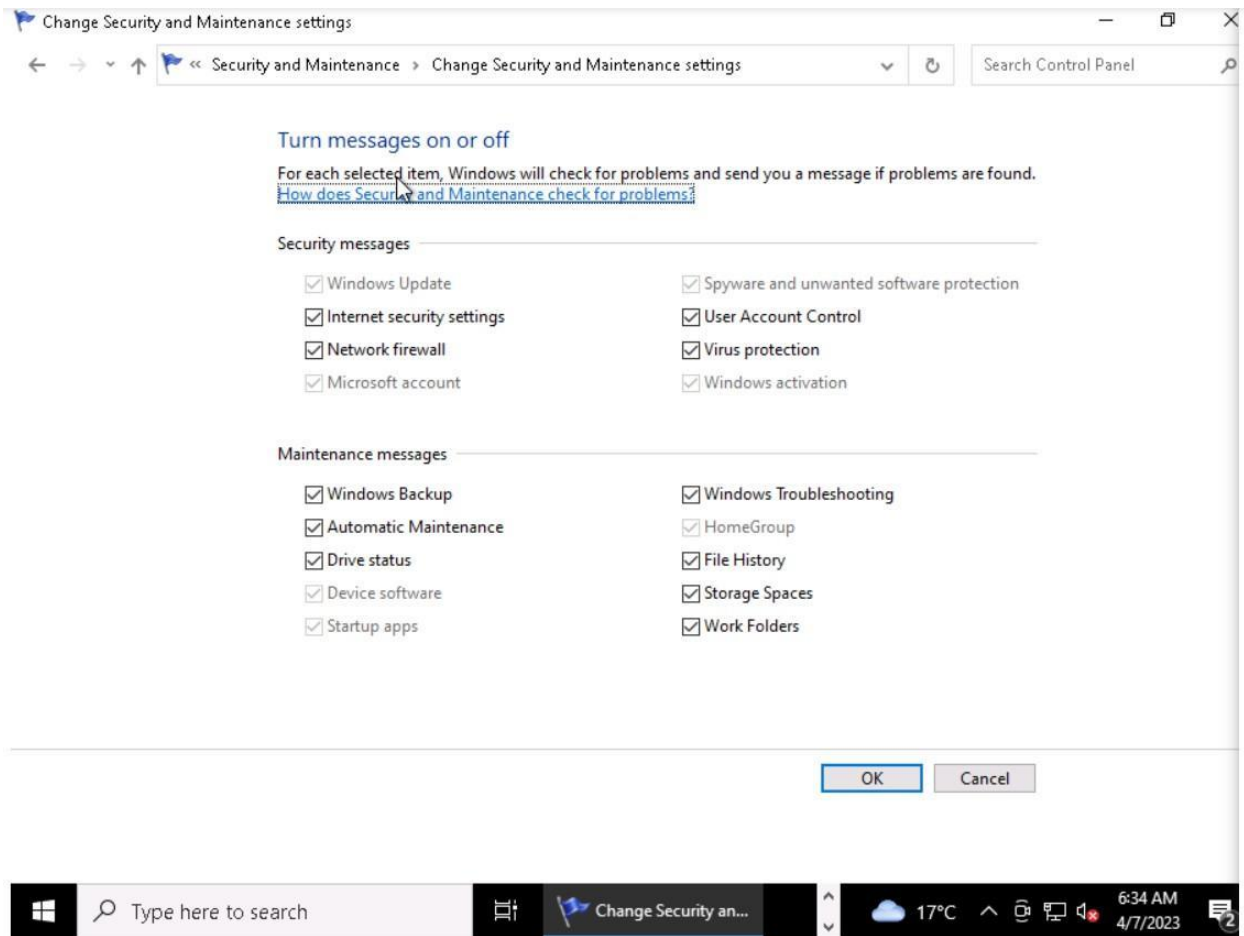 Change Security and Maintenance settings
« Security and Maintenance › Change Security and Maintenance settings
Search Control Panel
Turn messages on or off
For each selected item, Windows will check for problems and send you a message if problems are found.
How does Security and Maintenance check for problems?
Security messages
Windows Update
Spyware and unwanted software protection
Internet security settings
User Account Control
Network firewall
Virus protection
Microsoft account
Windows activation
Maintenance messages
Windows Backup
Windows Troubleshooting
Automatic Maintenance
HomeGroup
Drive status
File History
Device software
Storage Spaces
Startup apps
Work Folders
OK
Cancel
Type here to search
Change Security an...
17°C
6:34 AM
4/7/2023
2